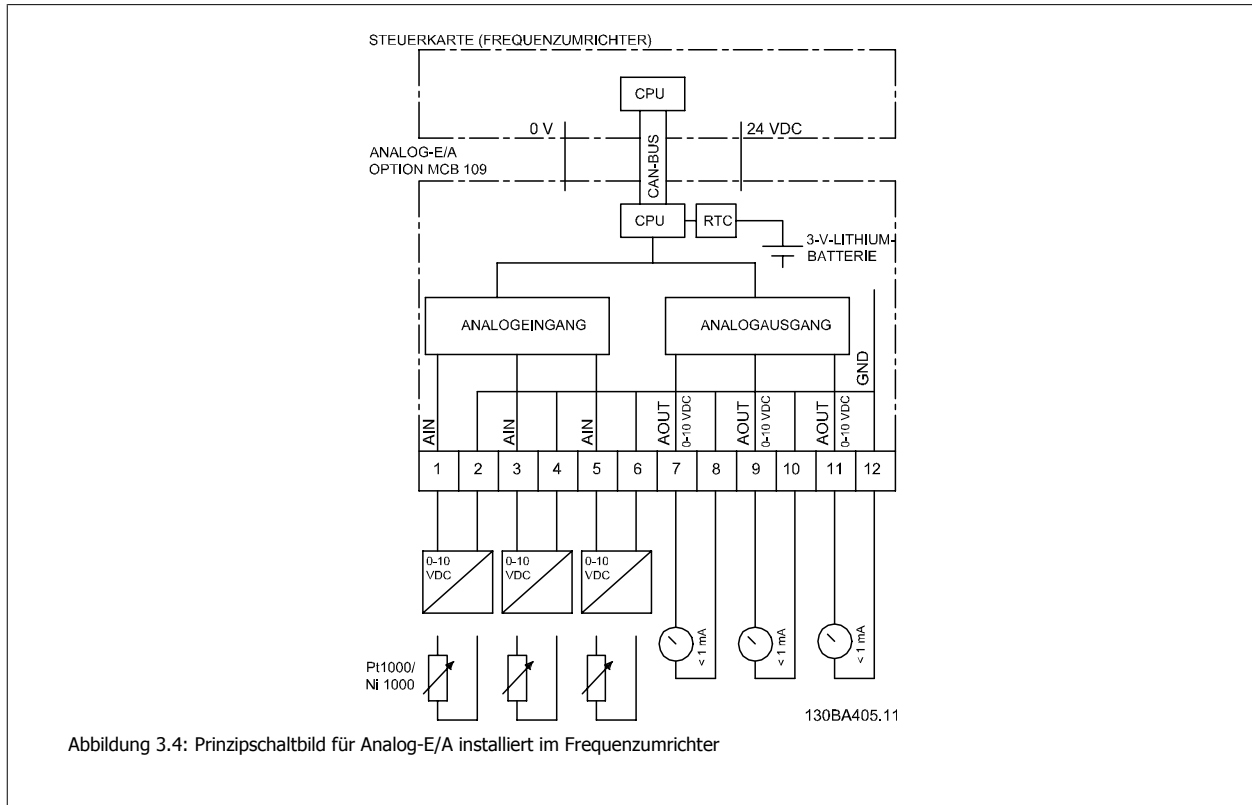 STEUERKARTE (FREQUENZUMRICHTER)
CPU
0 V
24 VDC
CAN-BUS
ANALOG-E/A
OPTION MCB 109
CPU
RTC
3-V-LITHIUM-
BATTERIE
ANALOGEINGANG
ANALOGAUSGANG
GND
AIN
AIN
AIN
AOUT
0-10 VDC
AOUT
0-10 VDC
AOUT
0-10 VDC
1 2 3 4 5 6 7 8 9 10 11 12
0-10
VDC
0-10
VDC
0-10
VDC
< 1 mA
< 1 mA
< 1 mA
Pt1000/
Ni 1000
130BA405.11
Abbildung 3.4: Prinzipschaltbild für Analog-E/A installiert im Frequenzumrichter